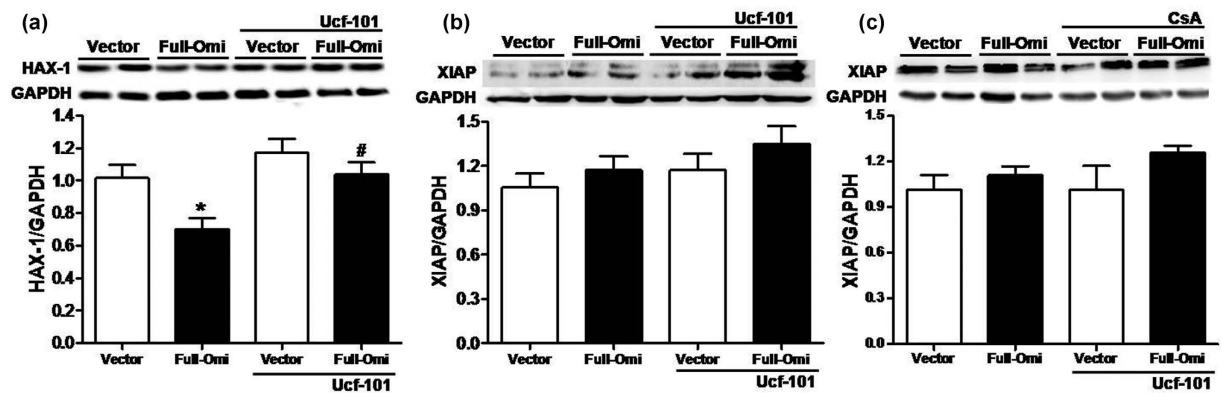 (a)
Ucf-101
Vector Full-Omi Vector Full-Omi
HAX-1
GAPDH
HAX-1/GAPDH
1.2
1.0
0.8
0.6
0.4
0.2
0.0
*
#
Vector Full-Omi Vector Full-Omi
Ucf-101
(b)
Ucf-101
Vector Full-Omi Vector Full-Omi
XIAP
GAPDH
XIAP/GAPDH
1.5
1.2
0.9
0.6
0.3
0.0
Vector Full-Omi Vector Full-Omi
Ucf-101
(c)
CsA
Vector Full-Omi Vector Full-Omi
XIAP
GAPDH
XIAP/GAPDH
1.5
1.2
0.9
0.6
0.3
0.0
Vector Full-Omi Vector Full-Omi
Ucf-101